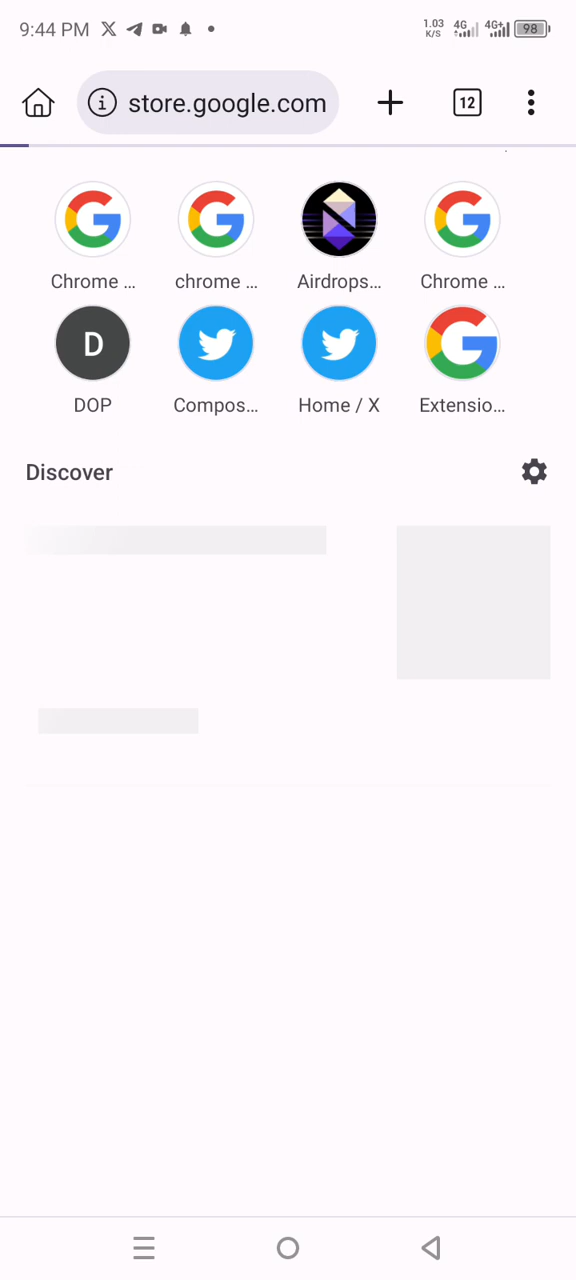 9:44 PM
1.03 K/S 4G 4G+ 98
store.google.com
12
Chrome ... chrome ... Airdrops... Chrome ...
D
DOP Compos... Home / X Extensio...
Discover